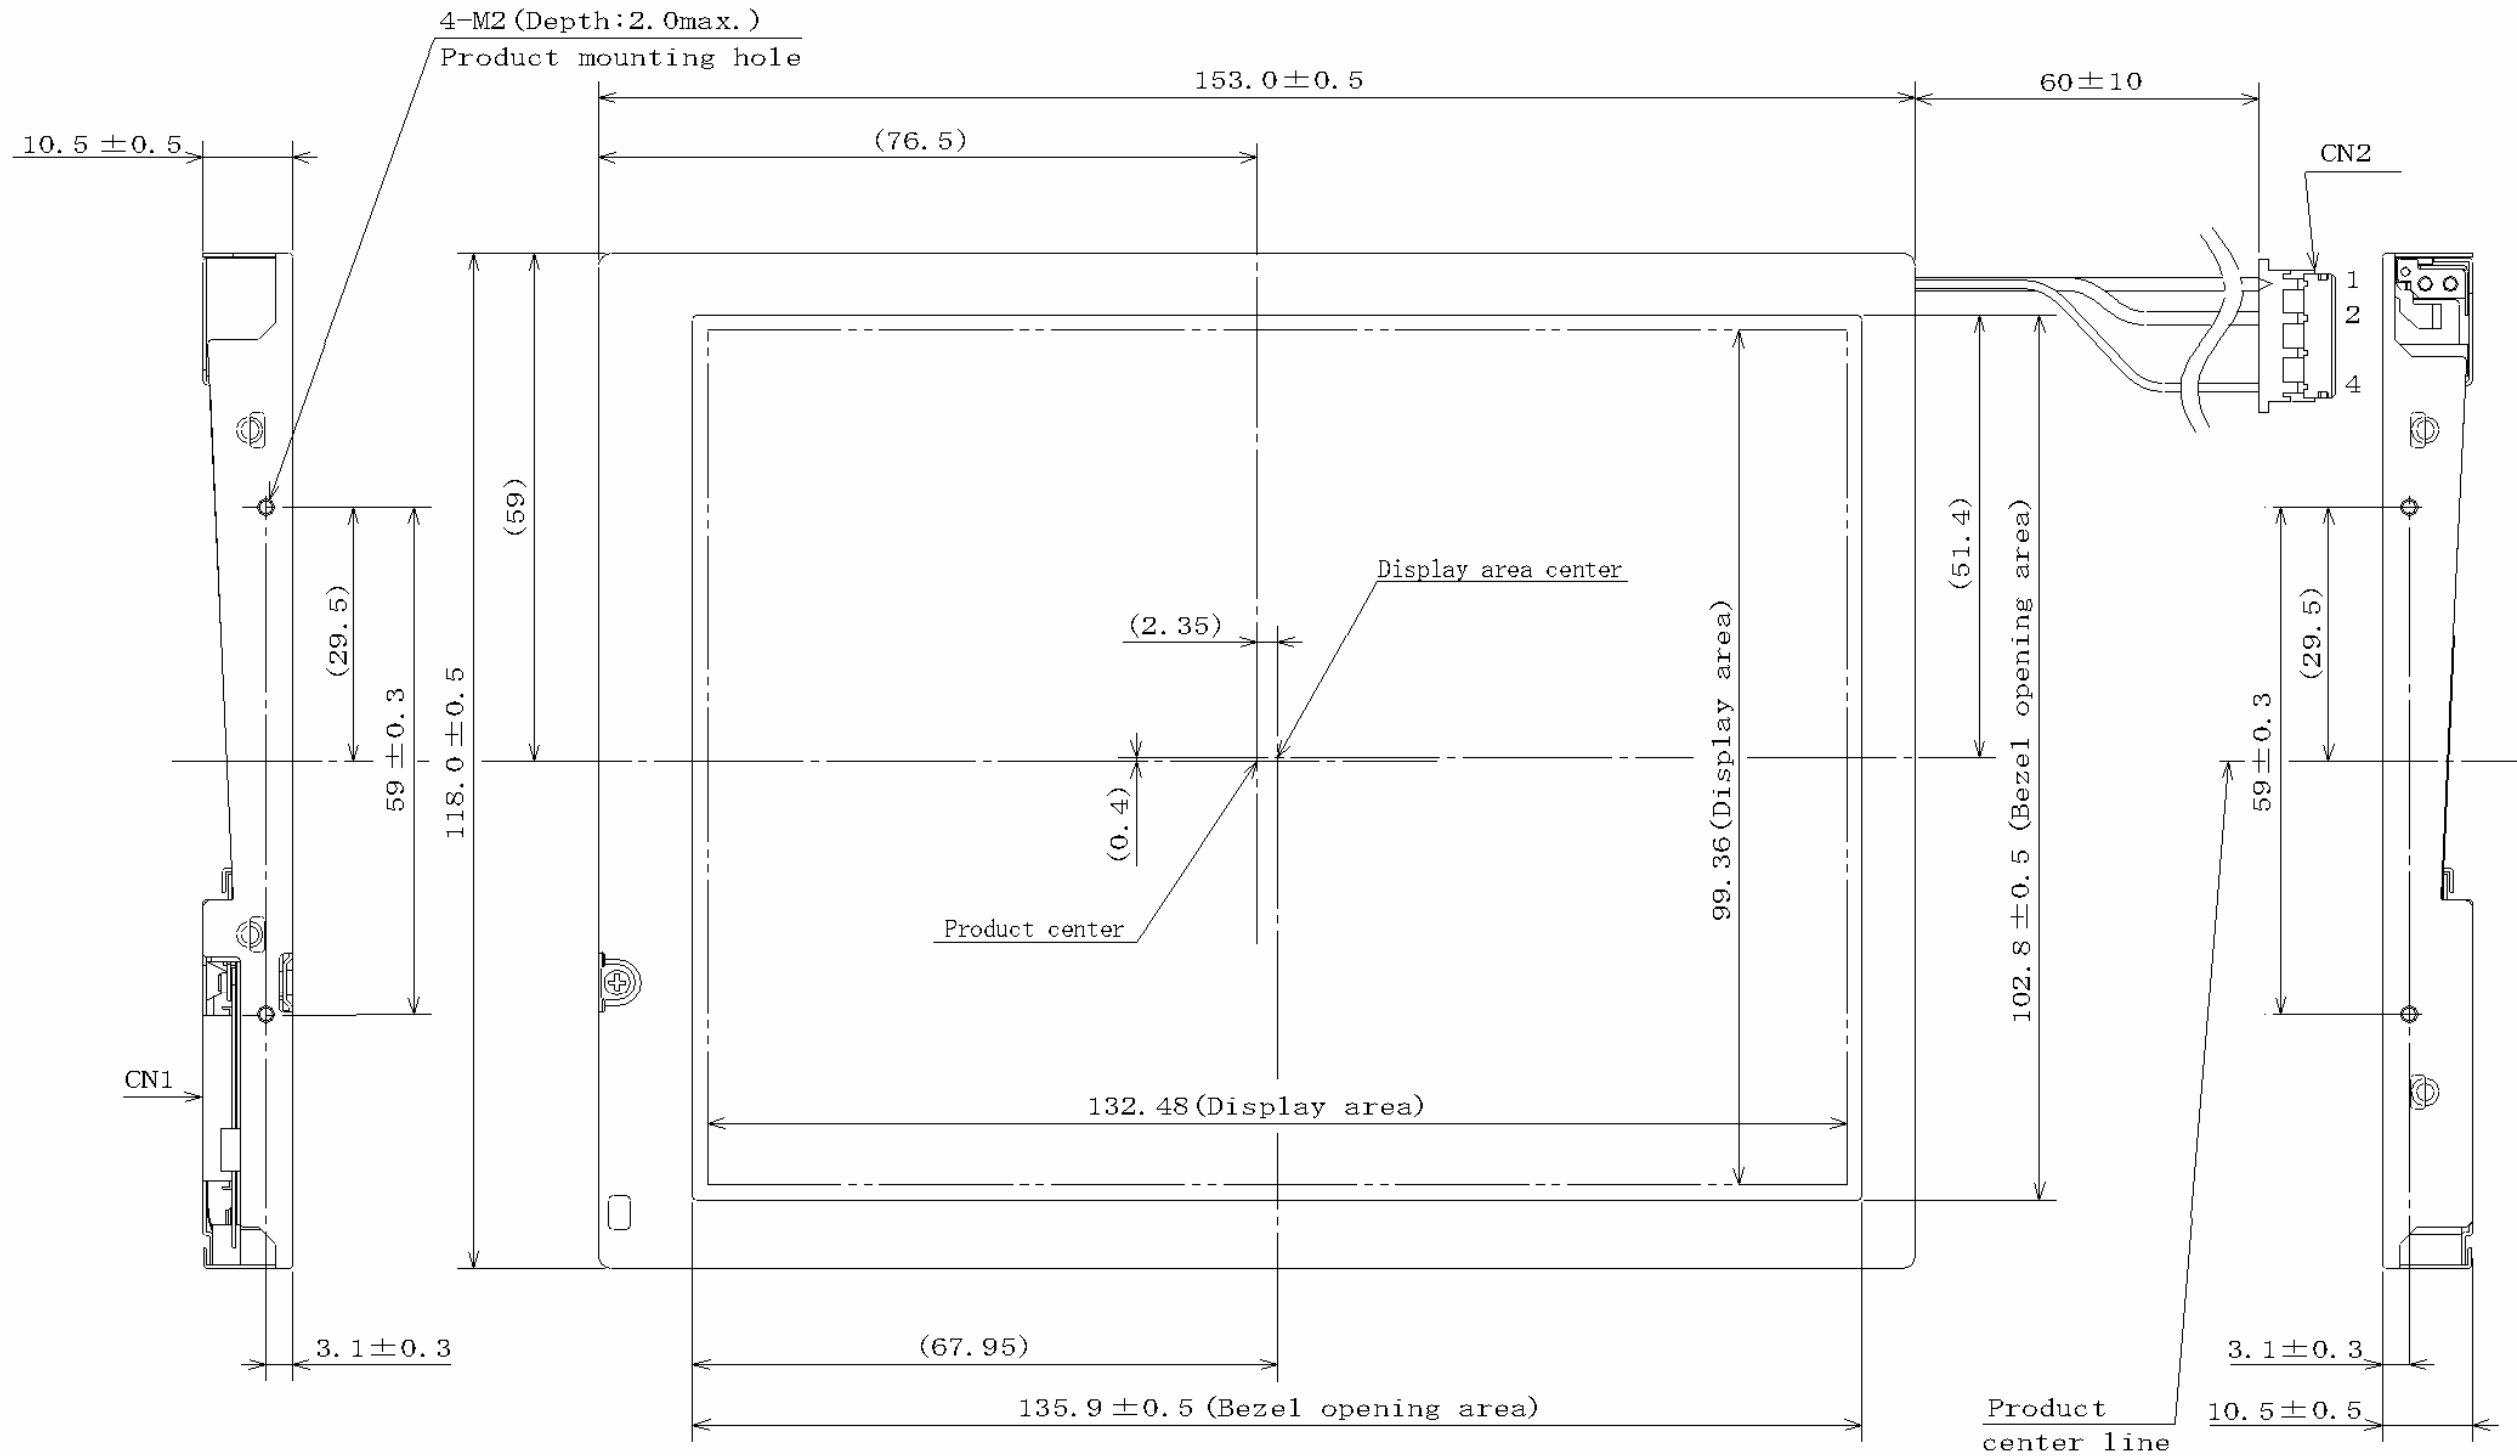 4-M2(Depth:2.0max.)
Product mounting hole
153.0±0.5
60±10
(76.5)
10.5±0.5
CN2
1
2
4
(59)
(51.4)
102.8±0.5(Bezel opening area)
Display area center
(2.35)
99.36(Display area)
(29.5)
(29.5)
59±0.3
118.0±0.5
59±0.3
(0.4)
Product center
CN1
132.48(Display area)
3.1±0.3
(67.95)
3.1±0.3
135.9±0.5(Bezel opening area)
Product
center line
10.5±0.5